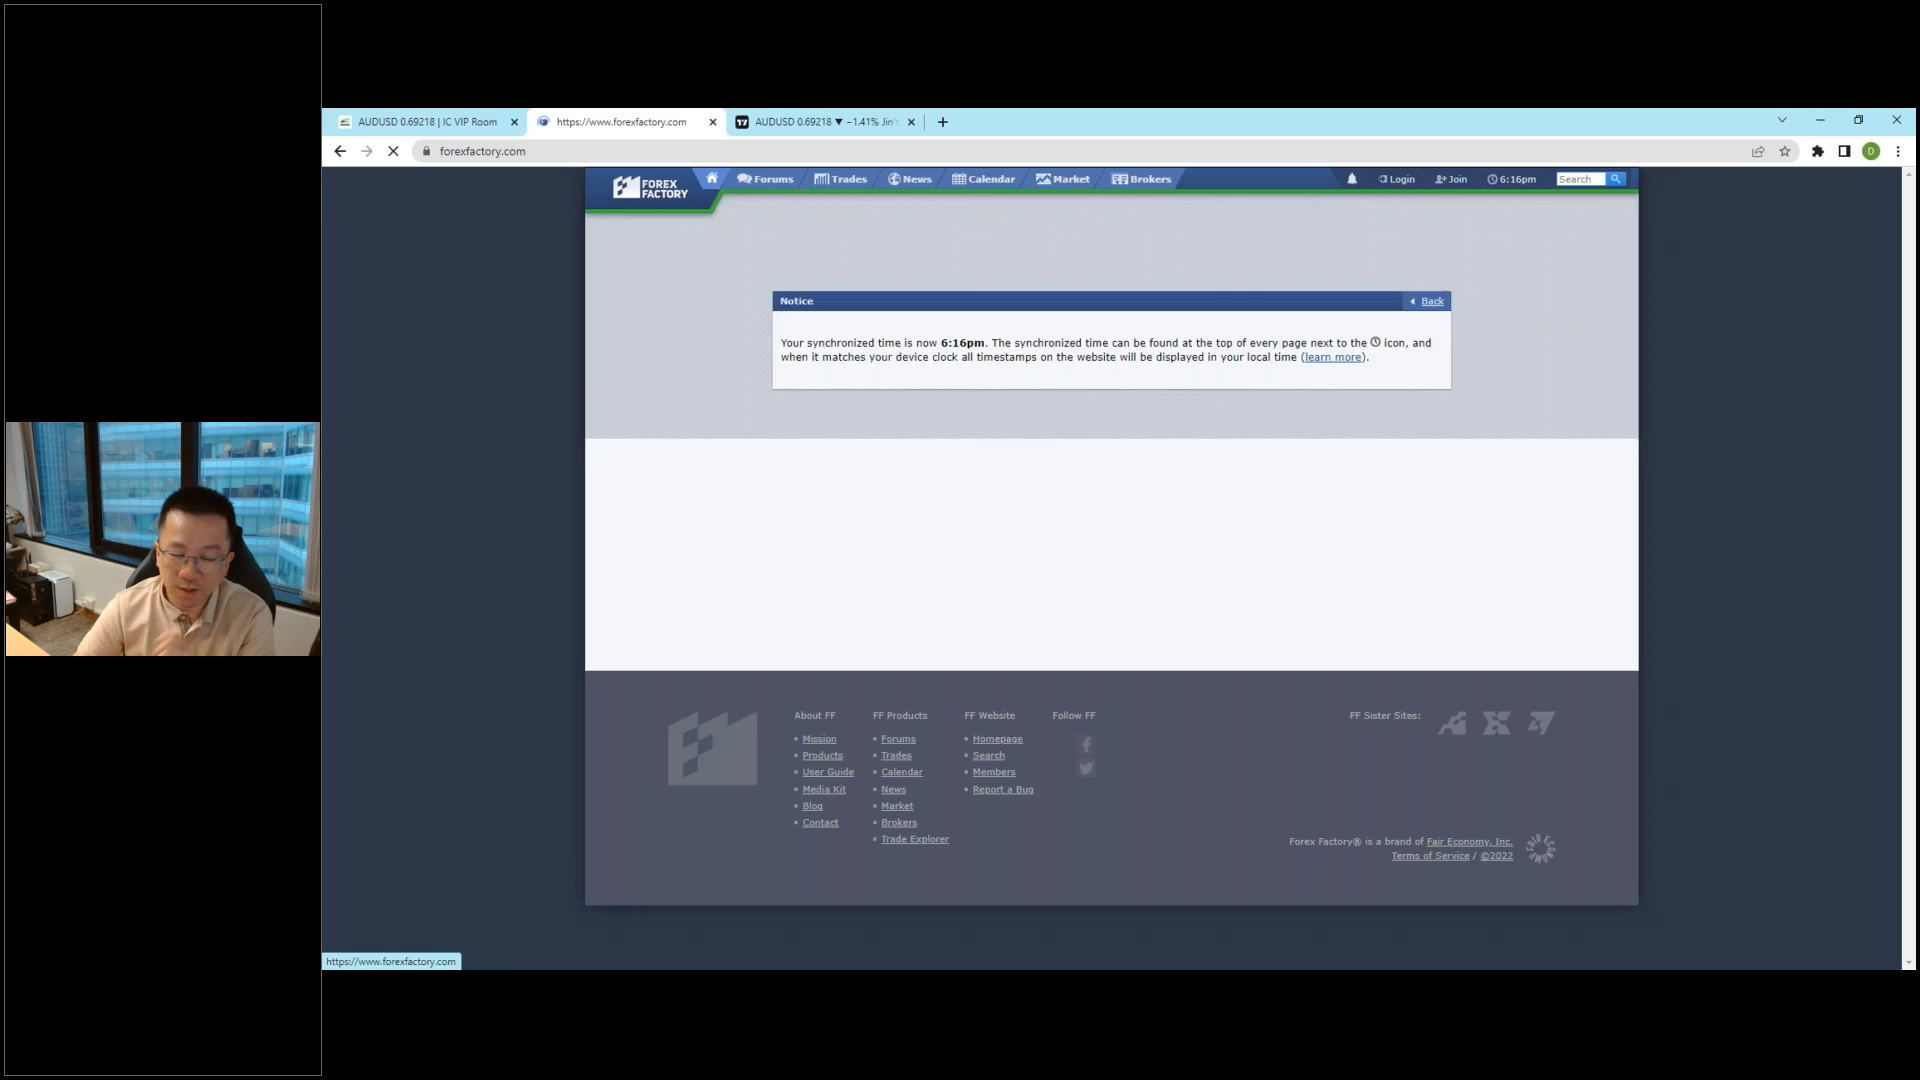 AUDUSD 0.69218 | IC VIP Room
https://www.forexfactory.com
AUDUSD 0.69218 ▼ −1.41% Jin's
forexfactory.com
D
FOREX FACTORY
Forums
Trades
News
Calendar
Market
Brokers
Login
Join
6:16pm
Search
Notice
Back
Your synchronized time is now 6:16pm. The synchronized time can be found at the top of every page next to the icon, and
when it matches your device clock all timestamps on the website will be displayed in your local time (learn more).
About FF
Mission
Products
User Guide
Media Kit
Blog
Contact
FF Products
Forums
Trades
Calendar
News
Market
Brokers
Trade Explorer
FF Website
Homepage
Search
Members
Report a Bug
Follow FF
FF Sister Sites:
Forex Factory® is a brand of Fair Economy, Inc.
Terms of Service / ©2022
https://www.forexfactory.com